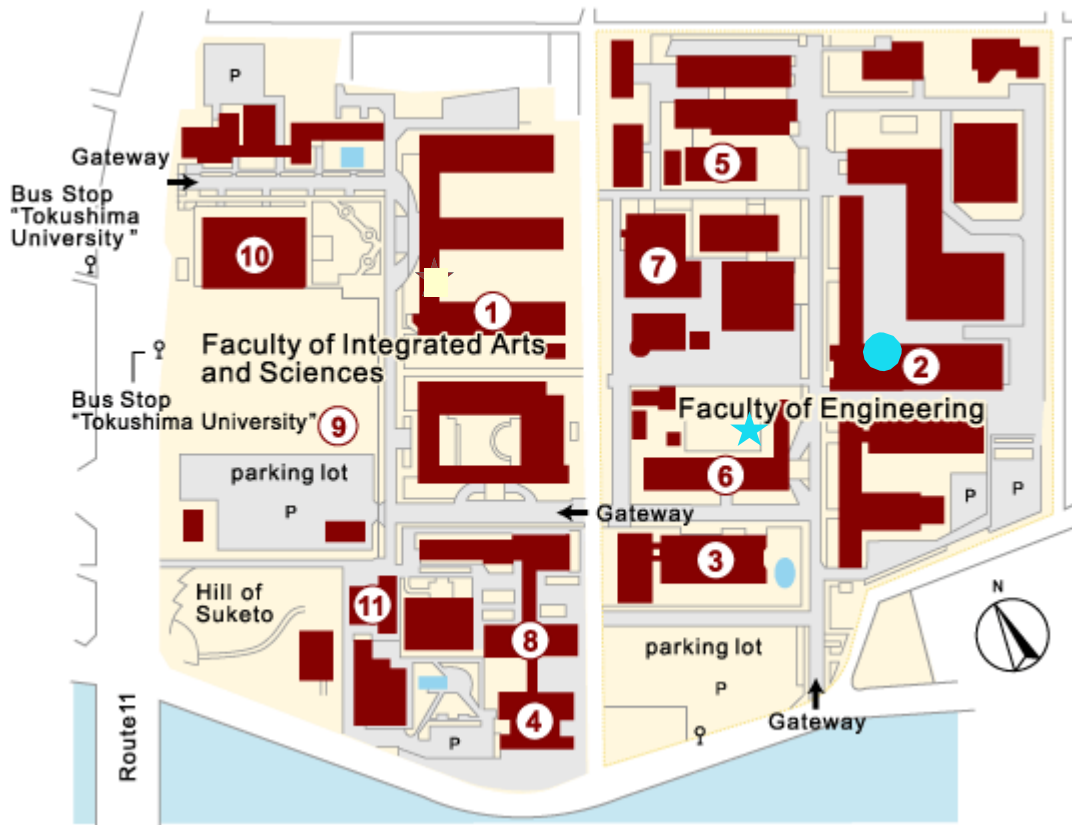 P
Gateway
Bus Stop
"Tokushima
University"
5
10
7
1
Faculty of Integrated Arts
and Sciences
2
Bus Stop
"Tokushima University"
9
Faculty of Engineering
parking lot
P
6
P
P
Gateway
3
Hill of
Suketo
11
8
N
parking lot
P
4
P
Gateway
Route11